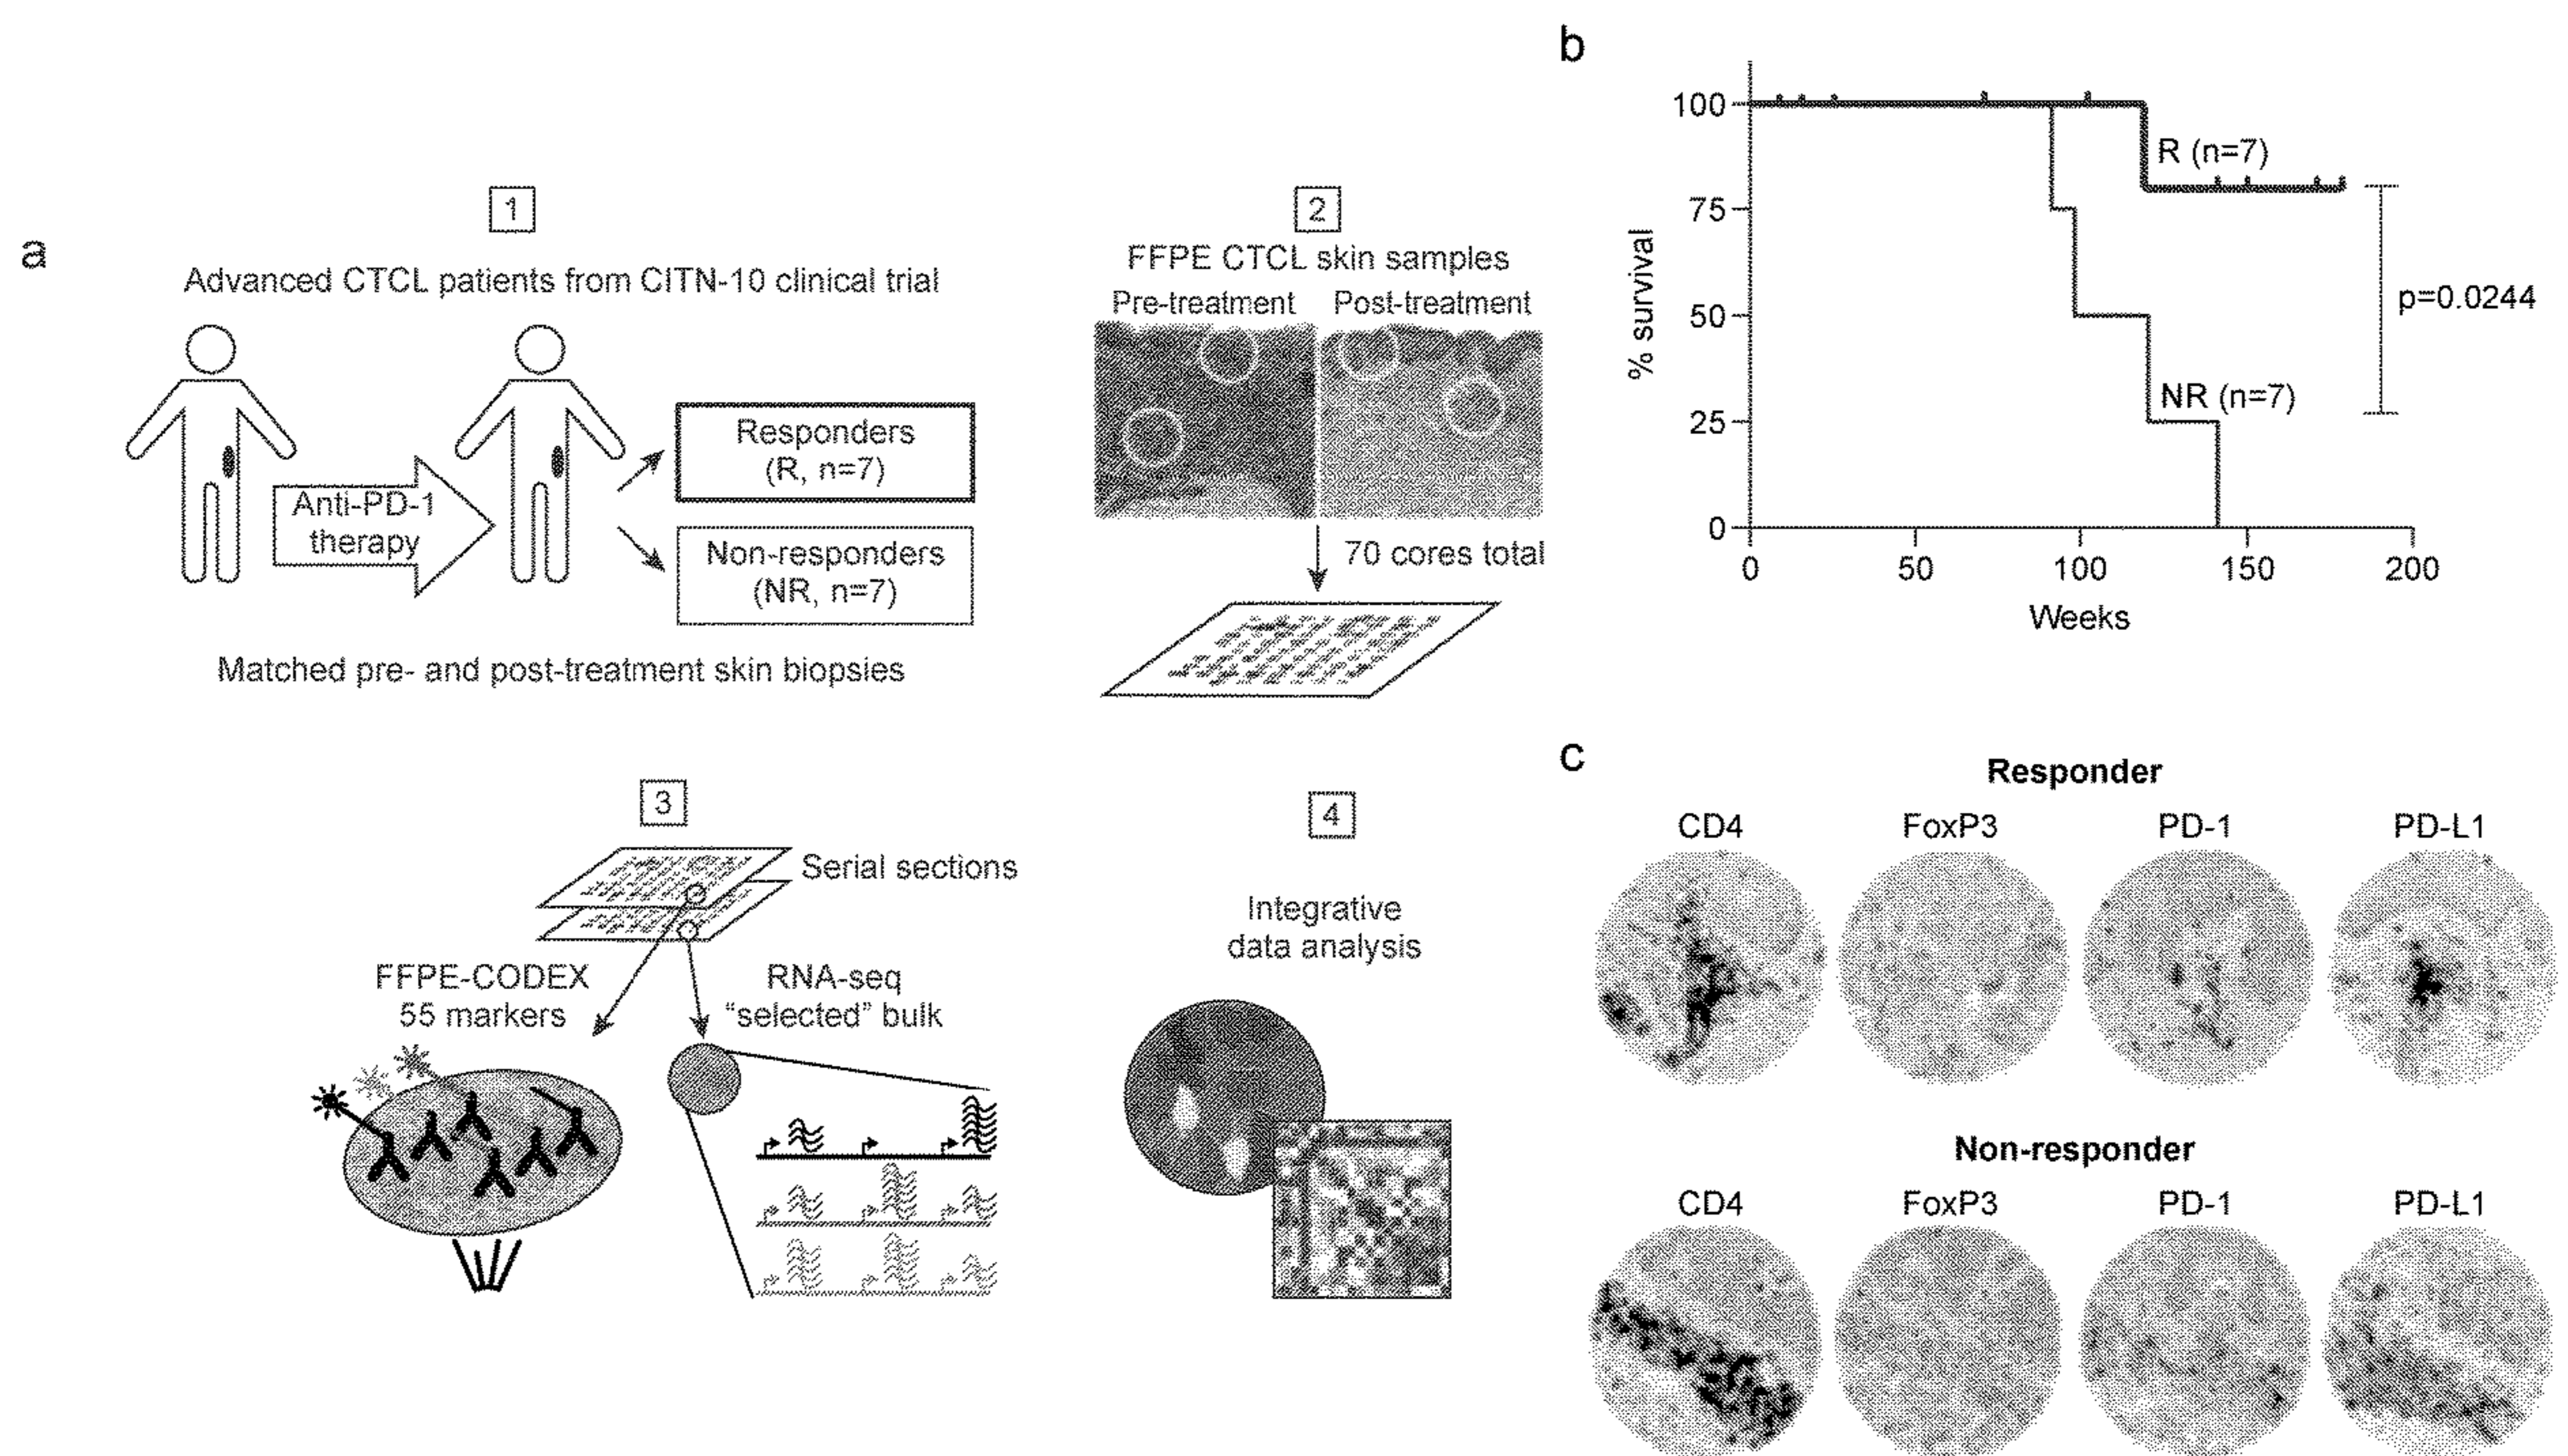 a
1
Advanced CTCL patients from CITN-10 clinical trial
Anti-PD-1
therapy
Responders
(R, n=7)
Non-responders
(NR, n=7)
Matched pre- and post-treatment skin biopsies
2
FFPE CTCL skin samples
Pre-treatment
Post-treatment
70 cores total
3
Serial sections
FFPE-CODEX
55 markers
RNA-seq
“selected” bulk
4
Integrative
data analysis
b
% survival
100
75
50
25
0
0
50
100
150
200
Weeks
R (n=7)
NR (n=7)
p=0.0244
c
Responder
CD4
FoxP3
PD-1
PD-L1
Non-responder
CD4
FoxP3
PD-1
PD-L1